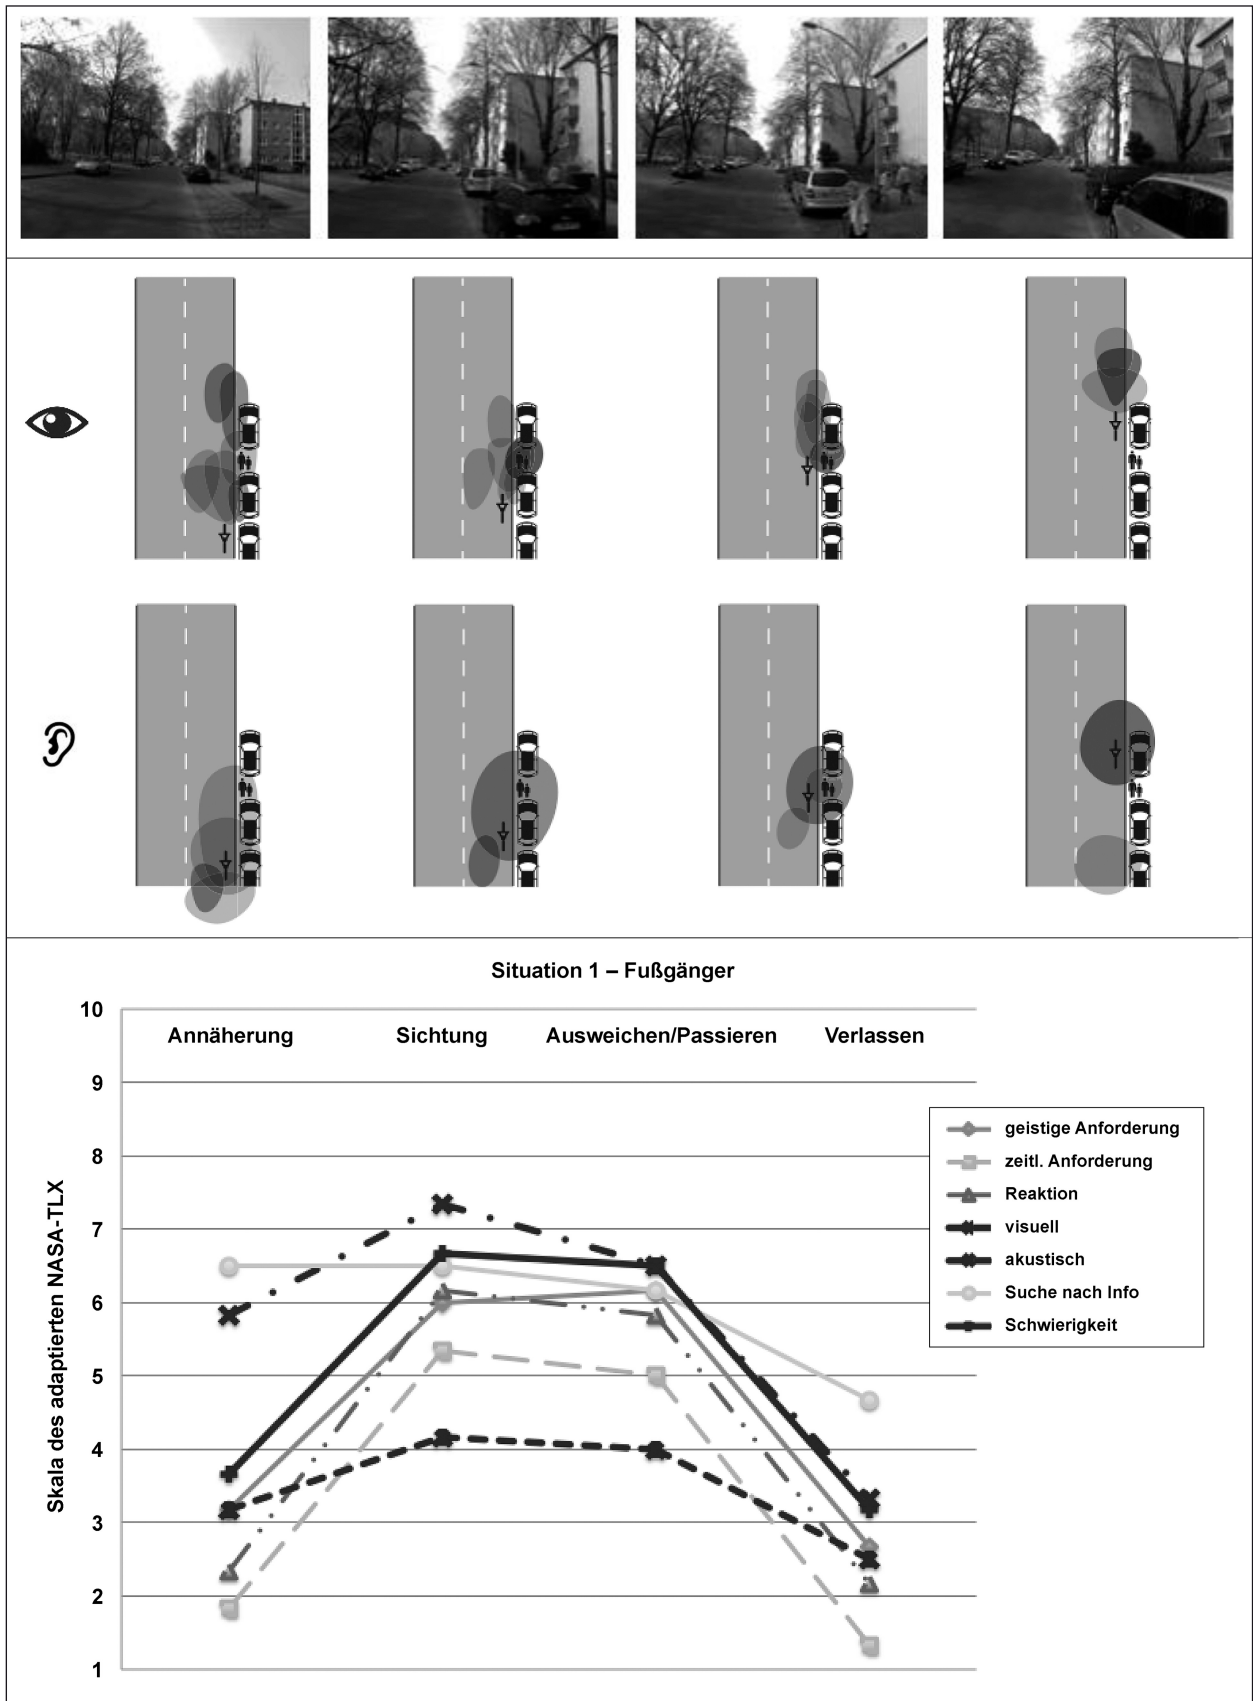 Situation 1 – Fußgänger
10
Annäherung Sichtung Ausweichen/Passieren Verlassen
9
8
7
6
5
4
3
2
1
Skala des adaptierten NASA-TLX
geistige Anforderung
zeitl. Anforderung
Reaktion
visuell
akustisch
Suche nach Info
Schwierigkeit